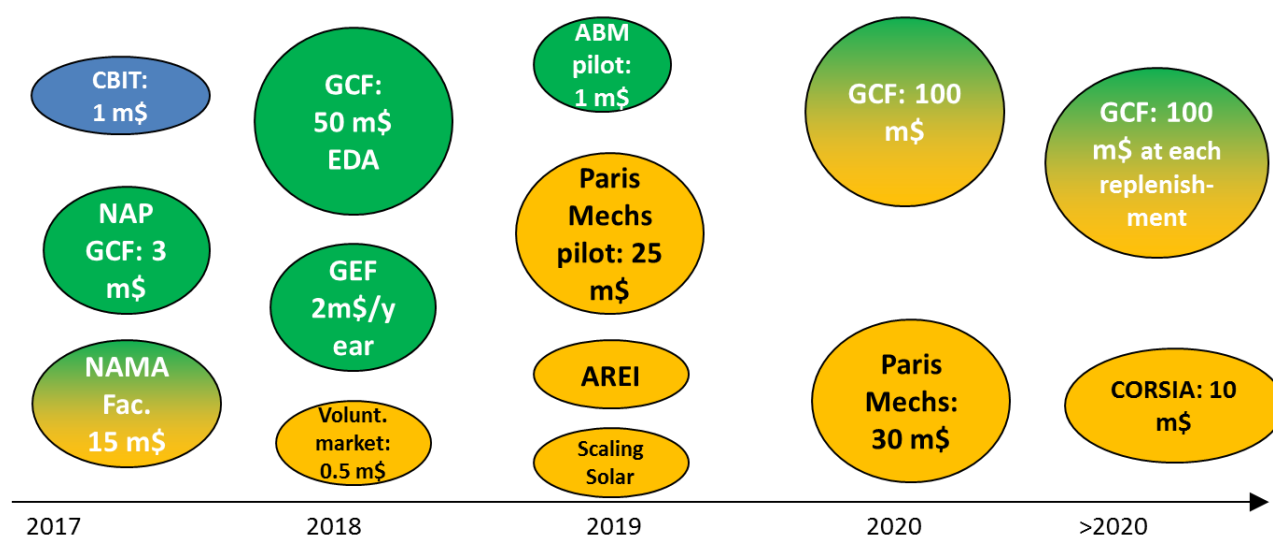 CBIT:
1 m$
NAP
GCF: 3
m$
NAMA
Fac.
15 m$
GCF:
50 m$
EDA
GEF
2m$/y
ear
Volunt.
market:
0.5 m$
ABM
pilot:
1 m$
Paris
Mechs
pilot: 25
m$
AREI
Scaling
Solar
GCF: 100
m$
Paris
Mechs:
30 m$
GCF: 100
m$ at each
replenish-
ment
CORSIA: 10
m$
2017
2018
2019
2020
>2020